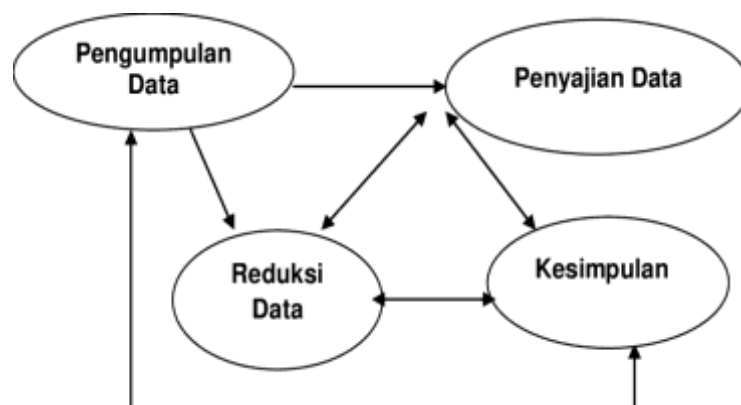 Pengumpulan
Data
Penyajian Data
Reduksi
Data
Kesimpulan